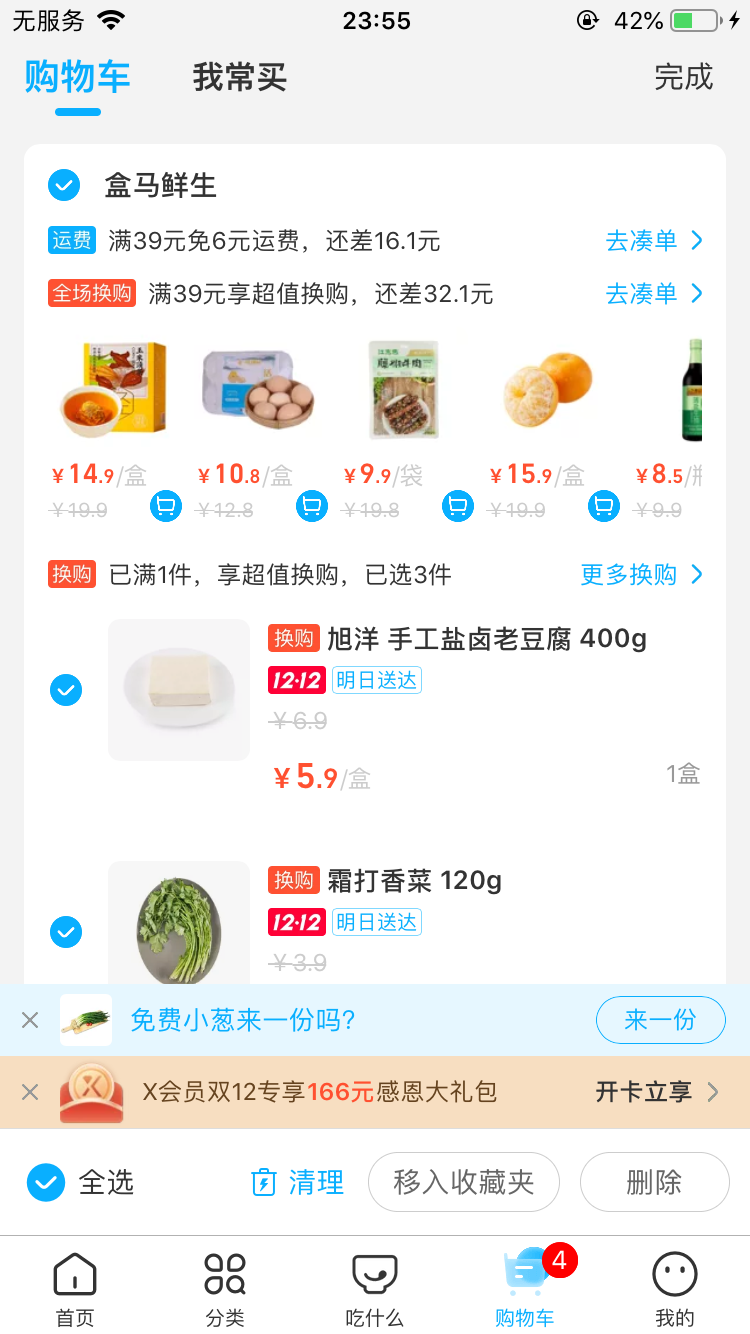 无服务 23:55 42%
购物车 我常买 完成
盒马鲜生
运费 满39元免6元运费，还差16.1元 去凑单
全场换购 满39元享超值换购，还差32.1元 去凑单
¥14.9/盒 ¥10.8/盒 ¥9.9/袋 ¥15.9/盒 ¥8.5/
¥19.9 ¥12.8 ¥19.8 ¥19.9 ¥9.9
换购 已满1件，享超值换购，已选3件 更多换购
换购 旭洋 手工盐卤老豆腐 400g
12·12 明日送达
¥6.9
¥5.9/盒 1盒
换购 霜打香菜 120g
12·12 明日送达
¥3.9
免费小葱来一份吗? 来一份
X会员双12专享166元感恩大礼包 开卡立享
全选 清理 移入收藏夹 删除
4
首页 分类 吃什么 购物车 我的